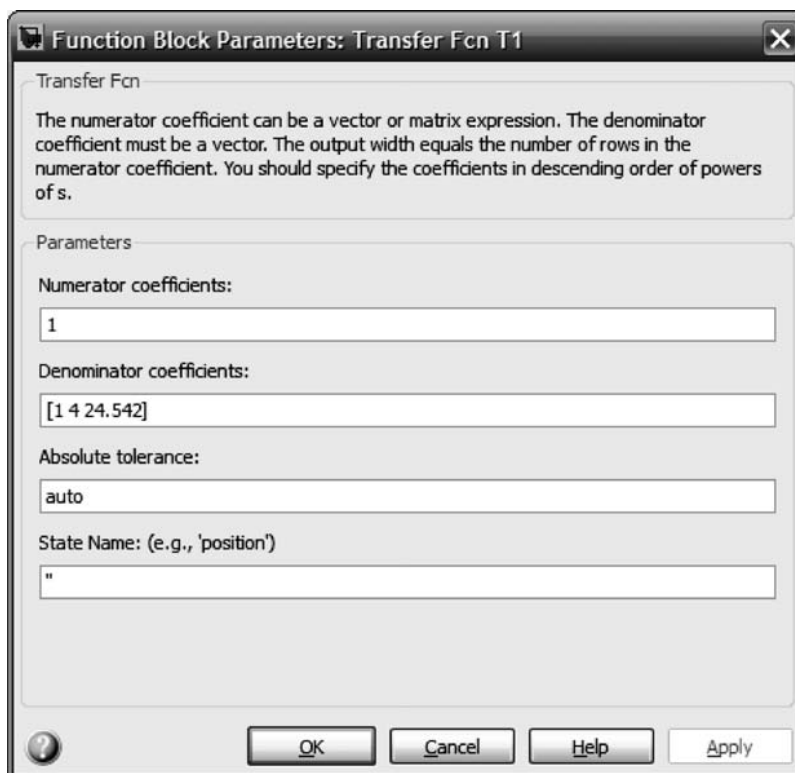 Function Block Parameters: Transfer Fcn T1
Transfer Fcn
The numerator coefficient can be a vector or matrix expression. The denominator
coefficient must be a vector. The output width equals the number of rows in the
numerator coefficient. You should specify the coefficients in descending order of powers
of s.
Parameters
Numerator coefficients:
1
Denominator coefficients:
[1 4 24.542]
Absolute tolerance:
auto
State Name: (e.g., 'position')
''
?
OK Cancel Help Apply